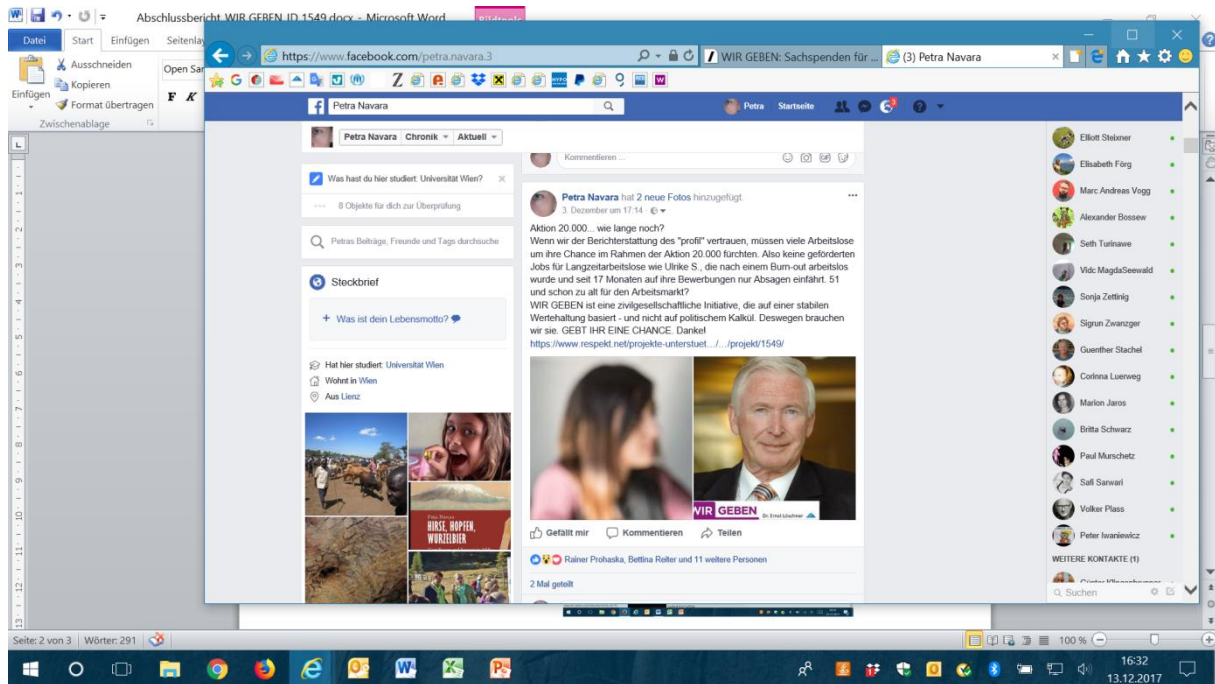 Abschlussbericht_WIR GEBEN_ID 1549.docx - Microsoft Word
Bildtools
Datei
Start
Einfügen
Seitenlay
Ausschneiden
Kopieren
Format übertragen
Einfügen
Zwischenablage
Open Sar
F K
https://www.facebook.com/petra.navara.3
WIR GEBEN: Sachspenden für ...
(3) Petra Navara
Petra Navara
Petra
Startseite
Petra Navara
Chronik
Aktuell
Was hast du hier studiert: Universität Wien?
8 Objekte für dich zur Überprüfung
Petras Beiträge, Freunde und Tags durchsuche
Steckbrief
+ Was ist dein Lebensmotto?
Hat hier studiert: Universität Wien
Wohnt in Wien
Aus Lienz
Petra Navara
HIRSE, HOPFEN,
WURZELBIER
Kommentieren ...
GIF
Petra Navara hat 2 neue Fotos hinzugefügt.
3. Dezember um 17:14
Aktion 20.000... wie lange noch?
Wenn wir der Berichterstattung des "profil" vertrauen, müssen viele Arbeitslose
um ihre Chance im Rahmen der Aktion 20.000 fürchten. Also keine geförderten
Jobs für Langzeitarbeitslose wie Ulrike S., die nach einem Burn-out arbeitslos
wurde und seit 17 Monaten auf ihre Bewerbungen nur Absagen einfährt. 51
und schon zu alt für den Arbeitsmarkt?
WIR GEBEN ist eine zivilgesellschaftliche Initiative, die auf einer stabilen
Wertehaltung basiert - und nicht auf politischem Kalkül. Deswegen brauchen
wir sie. GEBT IHR EINE CHANCE. Danke!
https://www.respekt.net/projekte-unterstuet.../.../projekt/1549/
WIR GEBEN
Dr. Ernst Löschner
Gefällt mir
Kommentieren
Teilen
Rainer Prohaska, Bettina Reiter und 11 weitere Personen
2 Mal geteilt
Elliott Steixner
Elisabeth Förg
Marc Andreas Vogg
Alexander Bossew
Seth Turinawe
Vidc MagdaSeewald
Sonja Zettinig
Sigrun Zwanzger
Guenther Stachel
Corinna Luerweg
Marion Jaros
Britta Schwarz
Paul Murschetz
Safi Sarwari
Volker Plass
Peter Iwaniewicz
WEITERE KONTAKTE (1)
Suchen
Seite: 2 von 3
Wörter: 291
100 %
16:32
13.12.2017